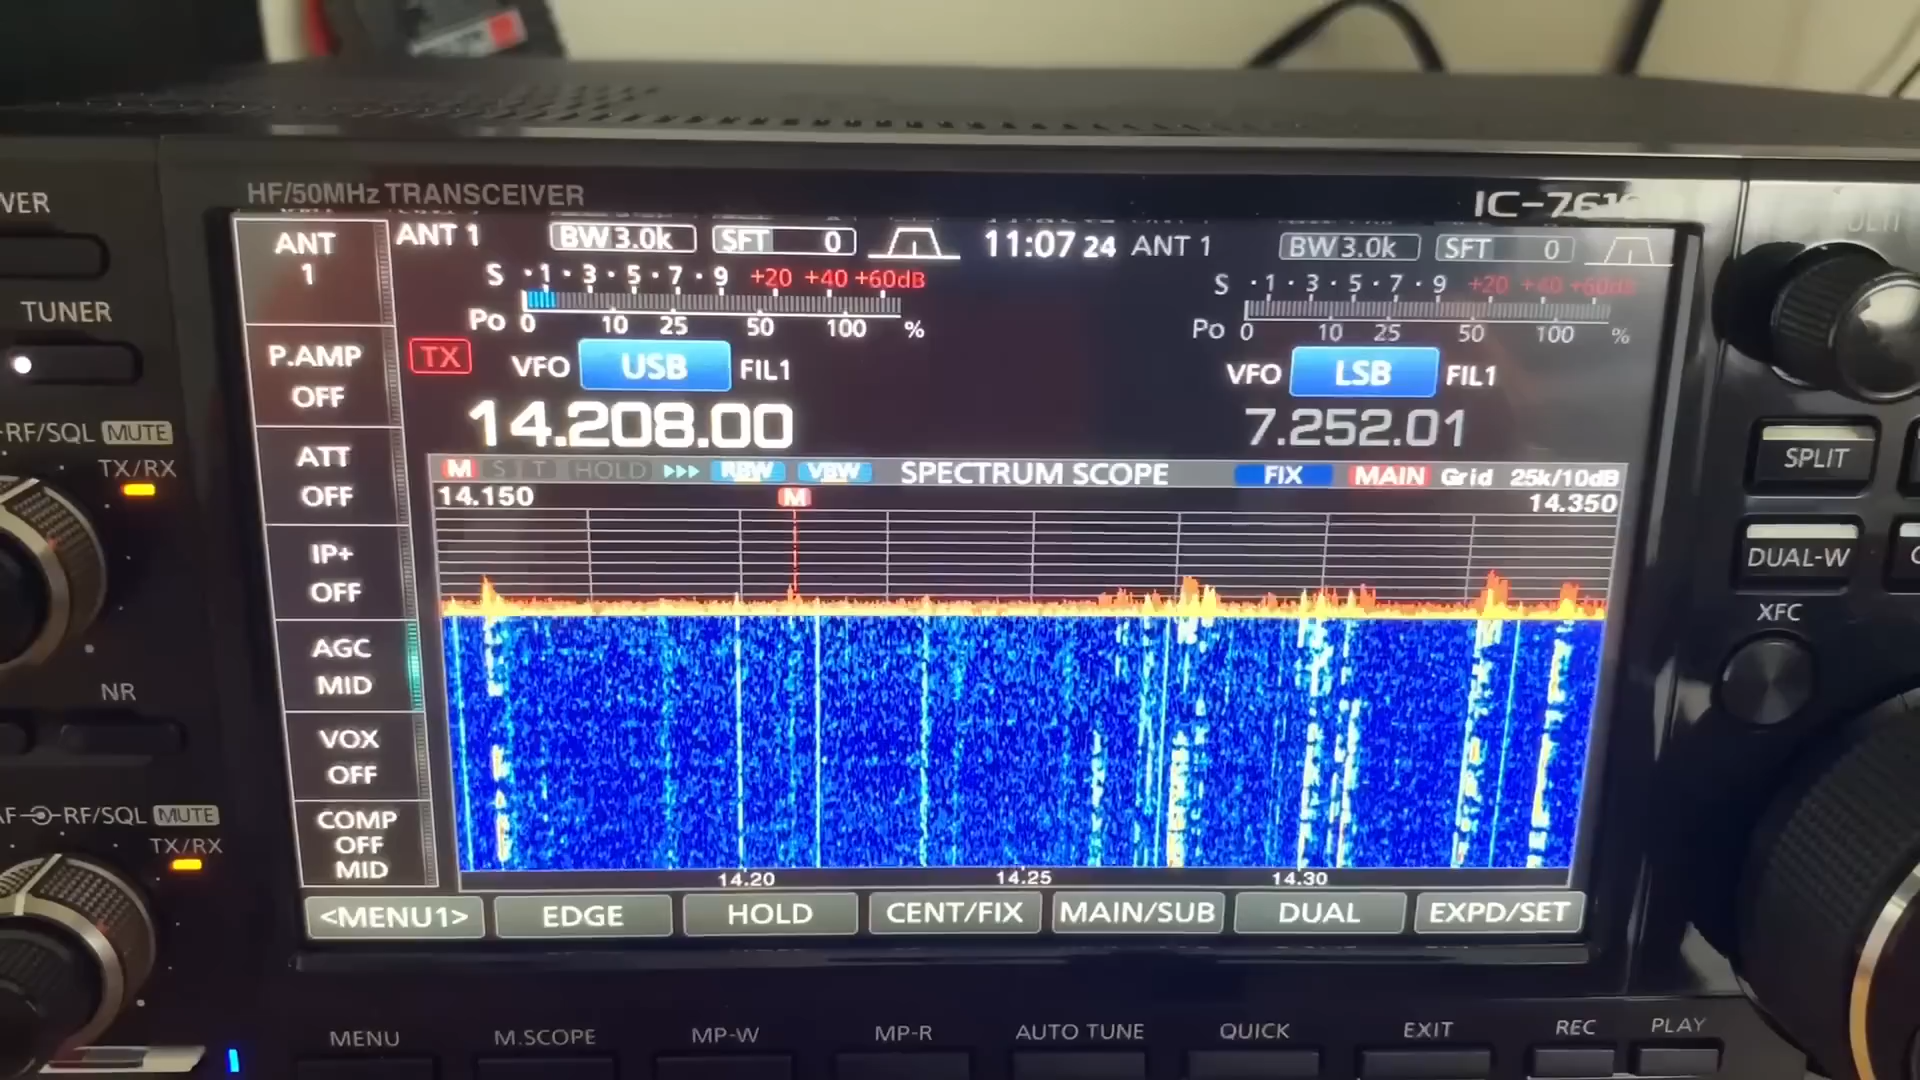 HF/50MHz TRANSCEIVER
VER
TUNER
RF/SQL MUTE
TX/RX
NR
AF RF/SQL MUTE
TX/RX
ANT
1
P.AMP
OFF
ATT
OFF
IP+
OFF
AGC
MID
VOX
OFF
COMP
OFF
MID
ANT 1 BW 3.0k SFT 0 11:07 24 ANT 1 BW 3.0k SFT 0
S 1 3 5 7 9 +20 +40 +60dB
Po 0 10 25 50 100 %
TX VFO USB FIL1
14.208.00
S 1 3 5 7 9 +20 +40 +60dB
Po 0 10 25 50 100 %
VFO LSB FIL1
7.252.01
M S T HOLD RBW VBW SPECTRUM SCOPE FIX MAIN Grid 25k/10dB
14.150 M 14.350
14.20 14.25 14.30
<MENU1> EDGE HOLD CENT/FIX MAIN/SUB DUAL EXPD/SET
MENU M.SCOPE MP-W MP-R AUTO TUNE QUICK EXIT REC PLAY
SPLIT
DUAL-W
XFC